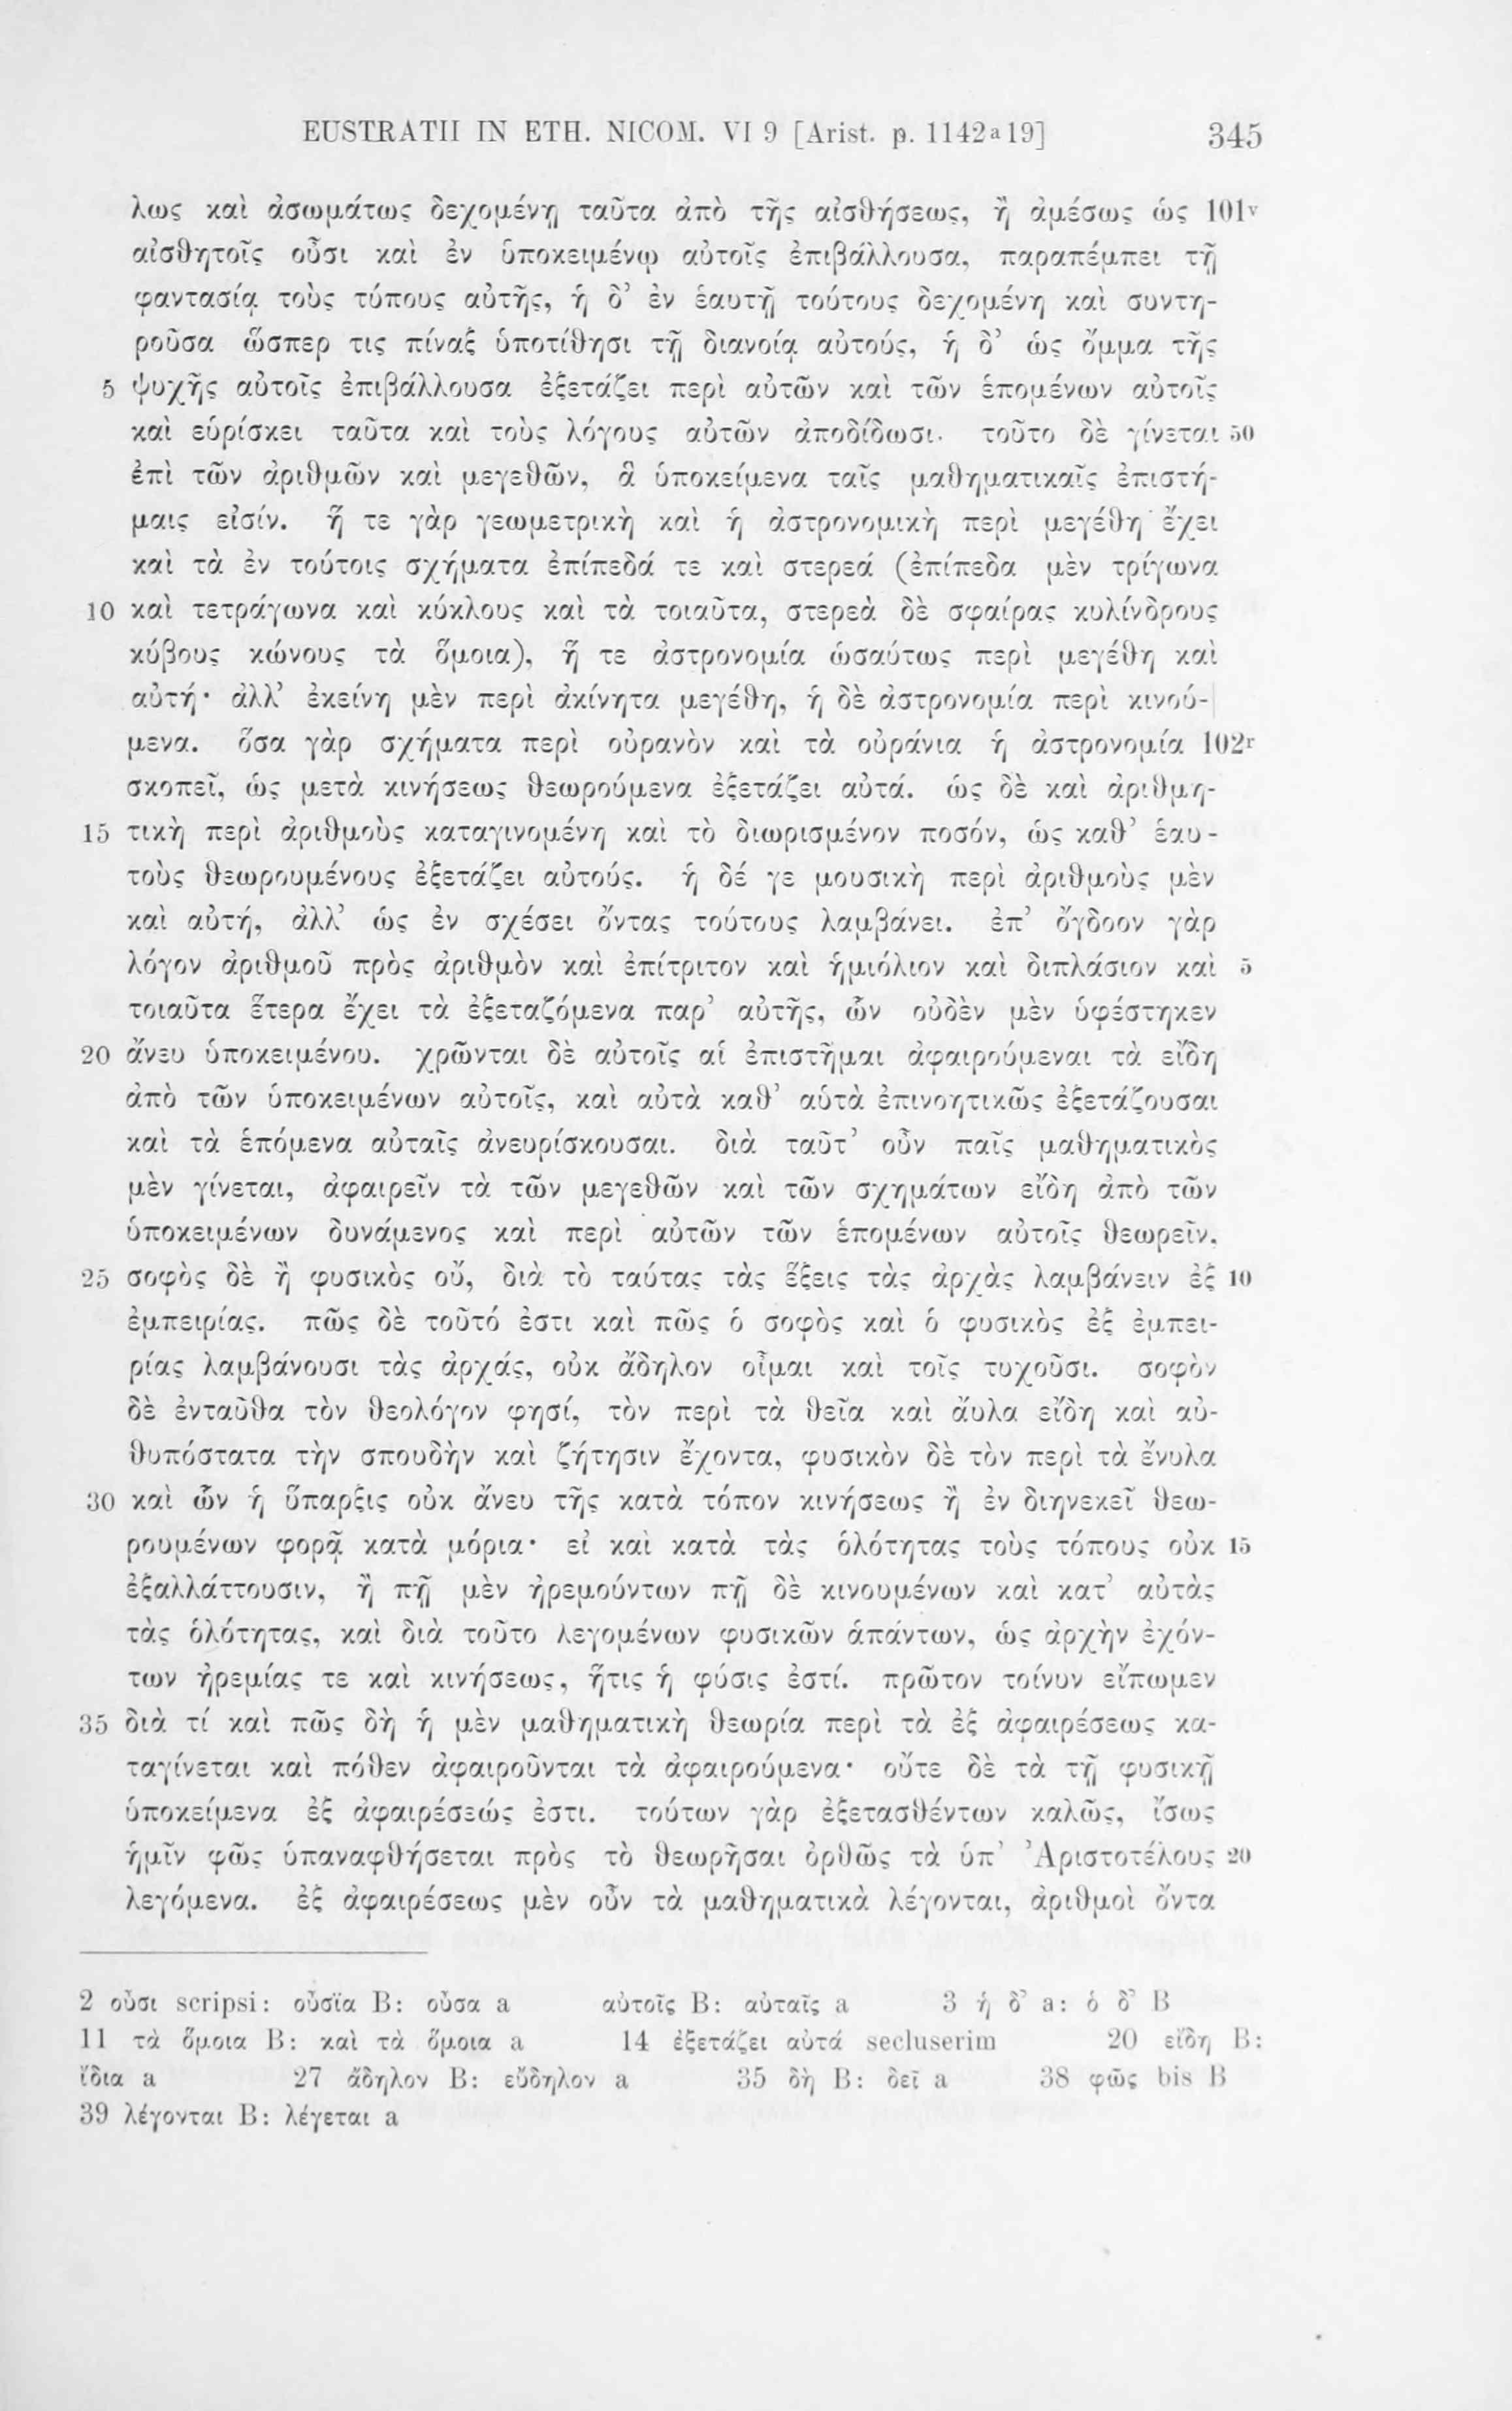 EUSTRATII IN ETH. NICOM. VI 9 [Arist. p. 1142a19] 345
λως καὶ ἀσωμάτως δεχομένῃ ταῦτα ἀπὸ τῆς αἰσθήσεως, ἢ ἀμέσως ὡς 101v
αἰσθητοῖς οὖσι καὶ ἐν ὑποκειμένῳ αὐτοῖς ἐπιβάλλουσα, παραπέμπει τῇ
φαντασίᾳ τοὺς τύπους αὐτῆς, ἡ δ’ ἐν ἑαυτῇ τούτους δεχομένη καὶ συντη-
ροῦσα ὥσπερ τις πίναξ ὑποτίθησι τῇ διανοίᾳ αὐτούς, ἡ δ’ ὡς ὄμμα τῆς
5 ψυχῆς αὐτοῖς ἐπιβάλλουσα ἐξετάζει περὶ αὐτῶν καὶ τῶν ἑπομένων αὐτοῖς
καὶ εὑρίσκει ταῦτα καὶ τοὺς λόγους αὐτῶν ἀποδίδωσι. τοῦτο δὲ γίνεται 50
ἐπὶ τῶν ἀριθμῶν καὶ μεγεθῶν, ἃ ὑποκείμενα ταῖς μαθηματικαῖς ἐπιστή-
μαις εἰσίν. ἥ τε γὰρ γεωμετρικὴ καὶ ἡ ἀστρονομικὴ περὶ μεγέθη ἔχει
καὶ τὰ ἐν τούτοις σχήματα ἐπίπεδά τε καὶ στερεά (ἐπίπεδα μὲν τρίγωνα
10 καὶ τετράγωνα καὶ κύκλους καὶ τὰ τοιαῦτα, στερεὰ δὲ σφαίρας κυλίνδρους
κύβους κώνους τὰ ὅμοια), ἥ τε ἀστρονομία ὡσαύτως περὶ μεγέθη καὶ
αὐτή· ἀλλ’ ἐκείνη μὲν περὶ ἀκίνητα μεγέθη, ἡ δὲ ἀστρονομία περὶ κινού-
μενα. ὅσα γὰρ σχήματα περὶ οὐρανὸν καὶ τὰ οὐράνια ἡ ἀστρονομία 102r
σκοπεῖ, ὡς μετὰ κινήσεως θεωρούμενα ἐξετάζει αὐτά. ὡς δὲ καὶ ἀριθμη-
15 τικὴ περὶ ἀριθμοὺς καταγινομένη καὶ τὸ διωρισμένον ποσόν, ὡς καθ’ ἑαυ-
τοὺς θεωρουμένους ἐξετάζει αὐτούς. ἡ δέ γε μουσικὴ περὶ ἀριθμοὺς μὲν
καὶ αὐτή, ἀλλ’ ὡς ἐν σχέσει ὄντας τούτους λαμβάνει. ἐπ’ ὄγδοον γὰρ
λόγον ἀριθμοῦ πρὸς ἀριθμὸν καὶ ἐπίτριτον καὶ ἡμιόλιον καὶ διπλάσιον καὶ 5
τοιαῦτα ἕτερα ἔχει τὰ ἐξεταζόμενα παρ’ αὐτῆς, ὧν οὐδὲν μὲν ὑφέστηκεν
20 ἄνευ ὑποκειμένου. χρῶνται δὲ αὐτοῖς αἱ ἐπιστῆμαι ἀφαιρούμεναι τὰ εἴδη
ἀπὸ τῶν ὑποκειμένων αὐτοῖς, καὶ αὐτὰ καθ’ αὑτὰ ἐπινοητικῶς ἐξετάζουσαι
καὶ τὰ ἑπόμενα αὐταῖς ἀνευρίσκουσαι. διὰ ταῦτ’ οὖν παῖς μαθηματικὸς
μὲν γίνεται, ἀφαιρεῖν τὰ τῶν μεγεθῶν καὶ τῶν σχημάτων εἴδη ἀπὸ τῶν
ὑποκειμένων δυνάμενος καὶ περὶ αὐτῶν τῶν ἑπομένων αὐτοῖς θεωρεῖν,
25 σοφὸς δὲ ἢ φυσικὸς οὔ, διὰ τὸ ταύτας τὰς ἕξεις τὰς ἀρχὰς λαμβάνειν ἐξ 10
ἐμπειρίας. πῶς δὲ τοῦτό ἐστι καὶ πῶς ὁ σοφὸς καὶ ὁ φυσικὸς ἐξ ἐμπει-
ρίας λαμβάνουσι τὰς ἀρχάς, οὐκ ἄδηλον οἶμαι καὶ τοῖς τυχοῦσι. σοφὸν
δὲ ἐνταῦθα τὸν θεολόγον φησί, τὸν περὶ τὰ θεῖα καὶ ἄυλα εἴδη καὶ αὐ-
θυπόστατα τὴν σπουδὴν καὶ ζήτησιν ἔχοντα, φυσικὸν δὲ τὸν περὶ τὰ ἔνυλα
30 καὶ ὧν ἡ ὕπαρξις οὐκ ἄνευ τῆς κατὰ τόπον κινήσεως ἢ ἐν διηνεκεῖ θεω-
ρουμένων φορᾷ κατὰ μόρια· εἰ καὶ κατὰ τὰς ὁλότητας τοὺς τόπους οὐκ 15
ἐξαλλάττουσιν, ἢ πῇ μὲν ἠρεμούντων πῇ δὲ κινουμένων καὶ κατ’ αὐτὰς
τὰς ὁλότητας, καὶ διὰ τοῦτο λεγομένων φυσικῶν ἁπάντων, ὡς ἀρχὴν ἐχόν-
των ἠρεμίας τε καὶ κινήσεως, ἥτις ἡ φύσις ἐστί. πρῶτον τοίνυν εἴπωμεν
35 διὰ τί καὶ πῶς δὴ ἡ μὲν μαθηματικὴ θεωρία περὶ τὰ ἐξ ἀφαιρέσεως κα-
ταγίνεται καὶ πόθεν ἀφαιροῦνται τὰ ἀφαιρούμενα· οὔτε δὲ τὰ τῇ φυσικῇ
ὑποκείμενα ἐξ ἀφαιρέσεώς ἐστι. τούτων γὰρ ἐξετασθέντων καλῶς, ἴσως
ἡμῖν φῶς ὑπαναφθήσεται πρὸς τὸ θεωρῆσαι ὀρθῶς τὰ ὑπ’ Ἀριστοτέλους 20
λεγόμενα. ἐξ ἀφαιρέσεως μὲν οὖν τὰ μαθηματικὰ λέγονται, ἀριθμοὶ ὄντα
2 οὖσι scripsi: οὖσία B: οὖσα a αὐτοῖς B: αὐταῖς a 3 ἡ δ’ a: ὁ δ’ B
11 τὰ ὅμοια B: καὶ τὰ ὅμοια a 14 ἐξετάζει αὐτά secluserim 20 εἴδη B:
ἴδια a 27 ἄδηλον B: εὔδηλον a 35 δὴ B: δεῖ a 38 φῶς bis B
39 λέγονται B: λέγεται a